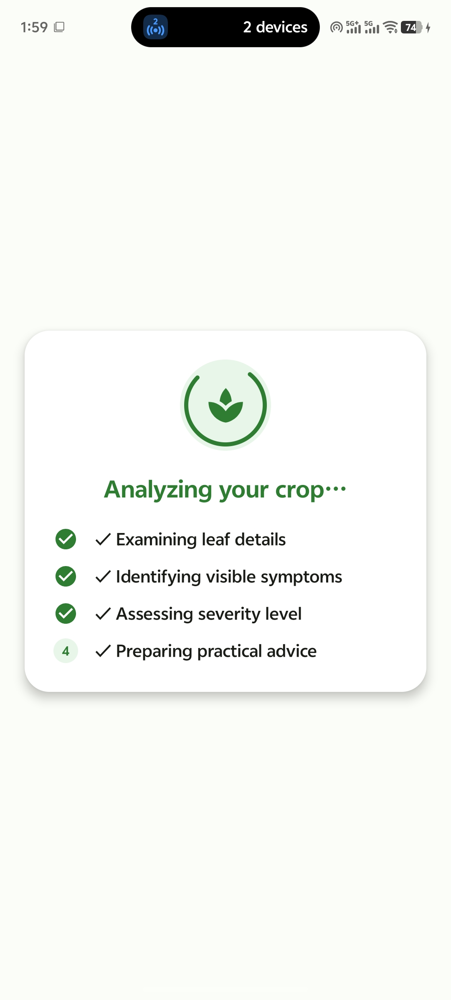 1:59
2
2 devices
5G+
5G
74
Analyzing your crop...
✓ Examining leaf details
✓ Identifying visible symptoms
✓ Assessing severity level
4
✓ Preparing practical advice